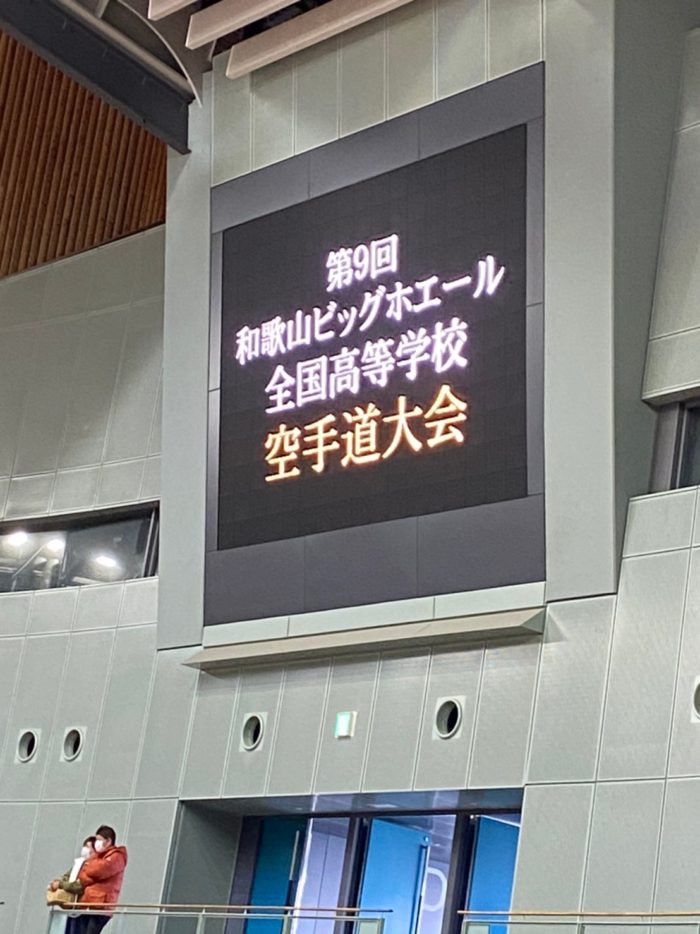 第9回
和歌山ビッグホエール
全国高等学校
空手道大会